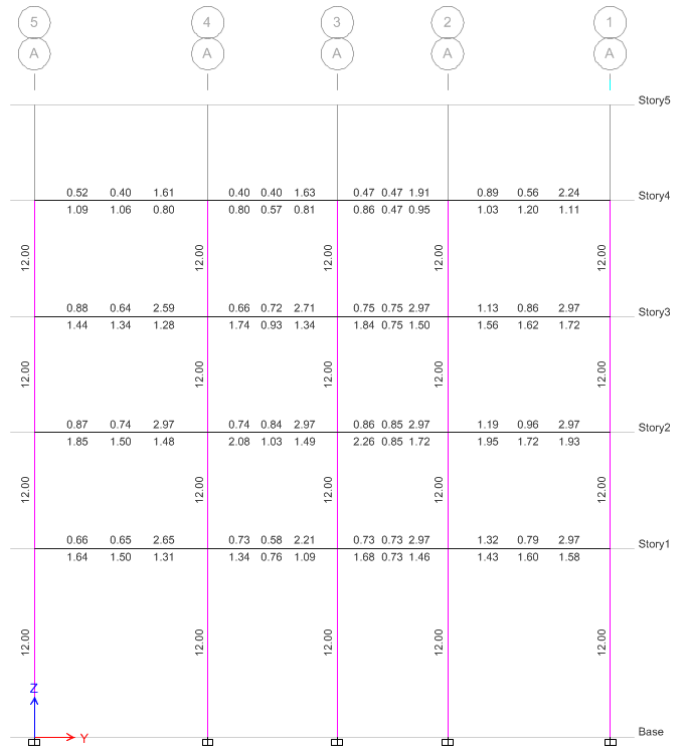 5 4 3 2 1
A A A A A
Story5
0.52 0.40 1.61 0.40 0.40 1.63 0.47 0.47 1.91 0.89 0.56 2.24
Story4
1.09 1.06 0.80 0.80 0.57 0.81 0.86 0.47 0.95 1.03 1.20 1.11
12.00 12.00 12.00 12.00 12.00
0.88 0.64 2.59 0.66 0.72 2.71 0.75 0.75 2.97 1.13 0.86 2.97
Story3
1.44 1.34 1.28 1.74 0.93 1.34 1.84 0.75 1.50 1.56 1.62 1.72
12.00 12.00 12.00 12.00 12.00
0.87 0.74 2.97 0.74 0.84 2.97 0.86 0.85 2.97 1.19 0.96 2.97
Story2
1.85 1.50 1.48 2.08 1.03 1.49 2.26 0.85 1.72 1.95 1.72 1.93
12.00 12.00 12.00 12.00 12.00
0.66 0.65 2.65 0.73 0.58 2.21 0.73 0.73 2.97 1.32 0.79 2.97
Story1
1.64 1.50 1.31 1.34 0.76 1.09 1.68 0.73 1.46 1.43 1.60 1.58
12.00 12.00 12.00 12.00 12.00
Z
Base
Y